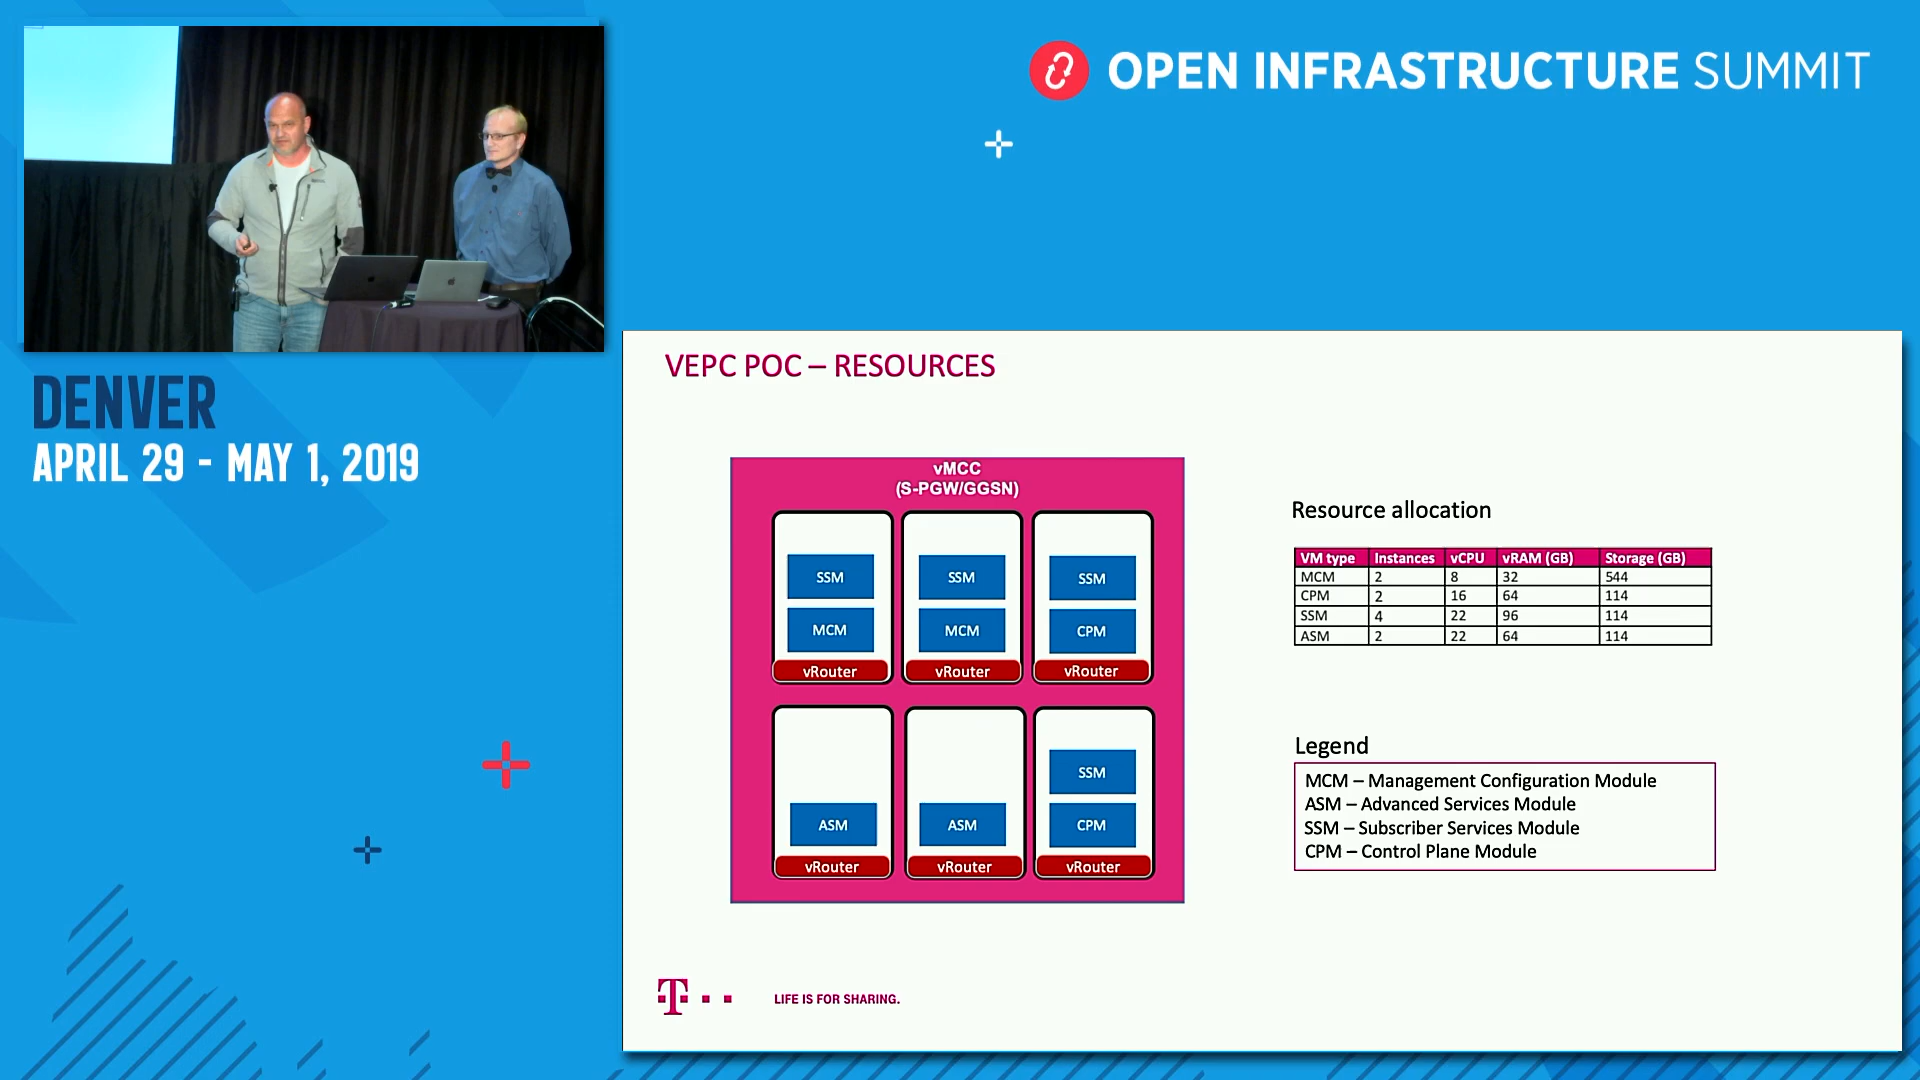 OPEN INFRASTRUCTURE SUMMIT
DENVER
APRIL 29 - MAY 1, 2019
VEPC POC – RESOURCES
vMCC
(S-PGW/GGSN)
SSM
MCM
vRouter
SSM
MCM
vRouter
SSM
CPM
vRouter
ASM
vRouter
ASM
vRouter
SSM
CPM
vRouter
Resource allocation
VM type Instances vCPU vRAM (GB) Storage (GB)
MCM 2 8 32 544
CPM 2 16 64 114
SSM 4 22 96 114
ASM 2 22 64 114
Legend
MCM – Management Configuration Module
ASM – Advanced Services Module
SSM – Subscriber Services Module
CPM – Control Plane Module
T
LIFE IS FOR SHARING.